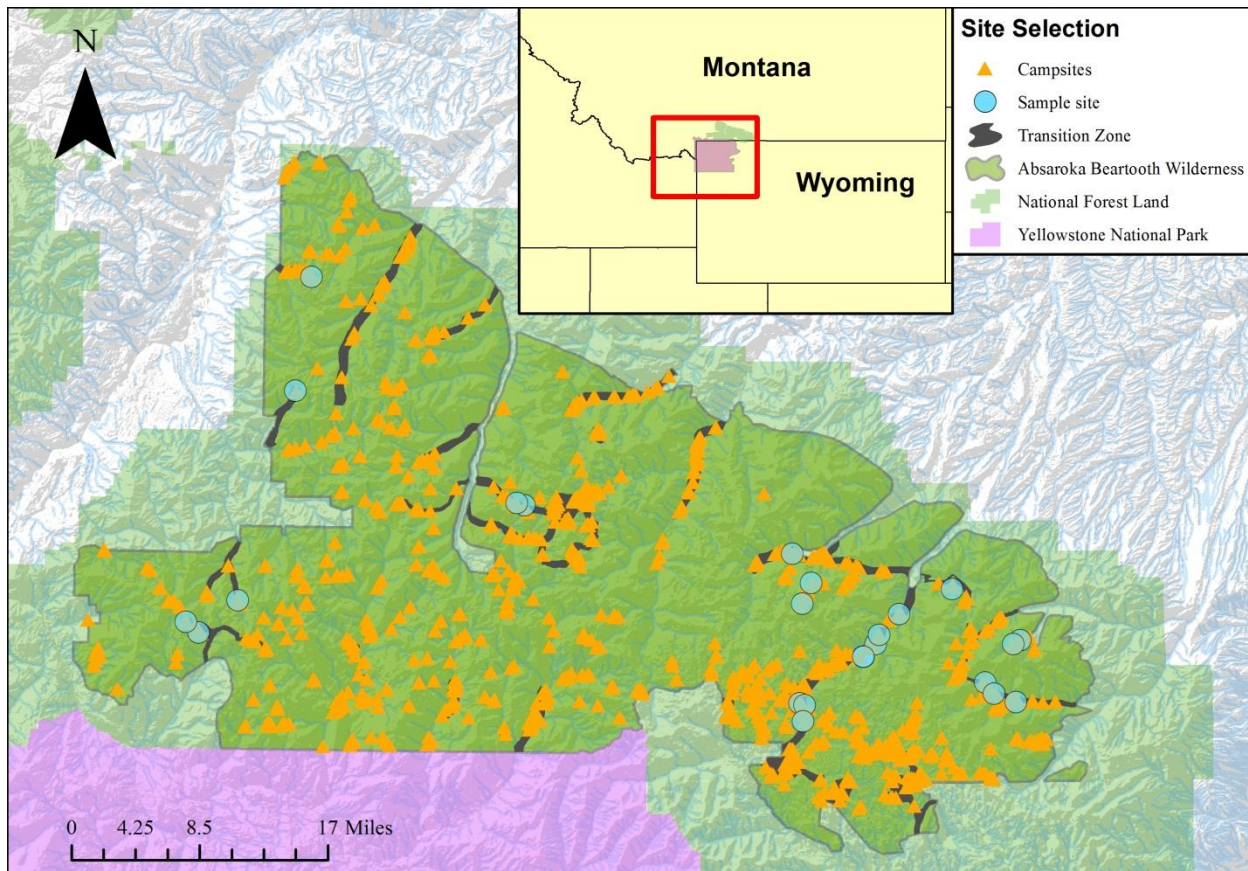 N
Montana
Wyoming
Site Selection
Campsites
Sample site
Transition Zone
Absaroka Beartooth Wilderness
National Forest Land
Yellowstone National Park
0 4.25 8.5 17 Miles